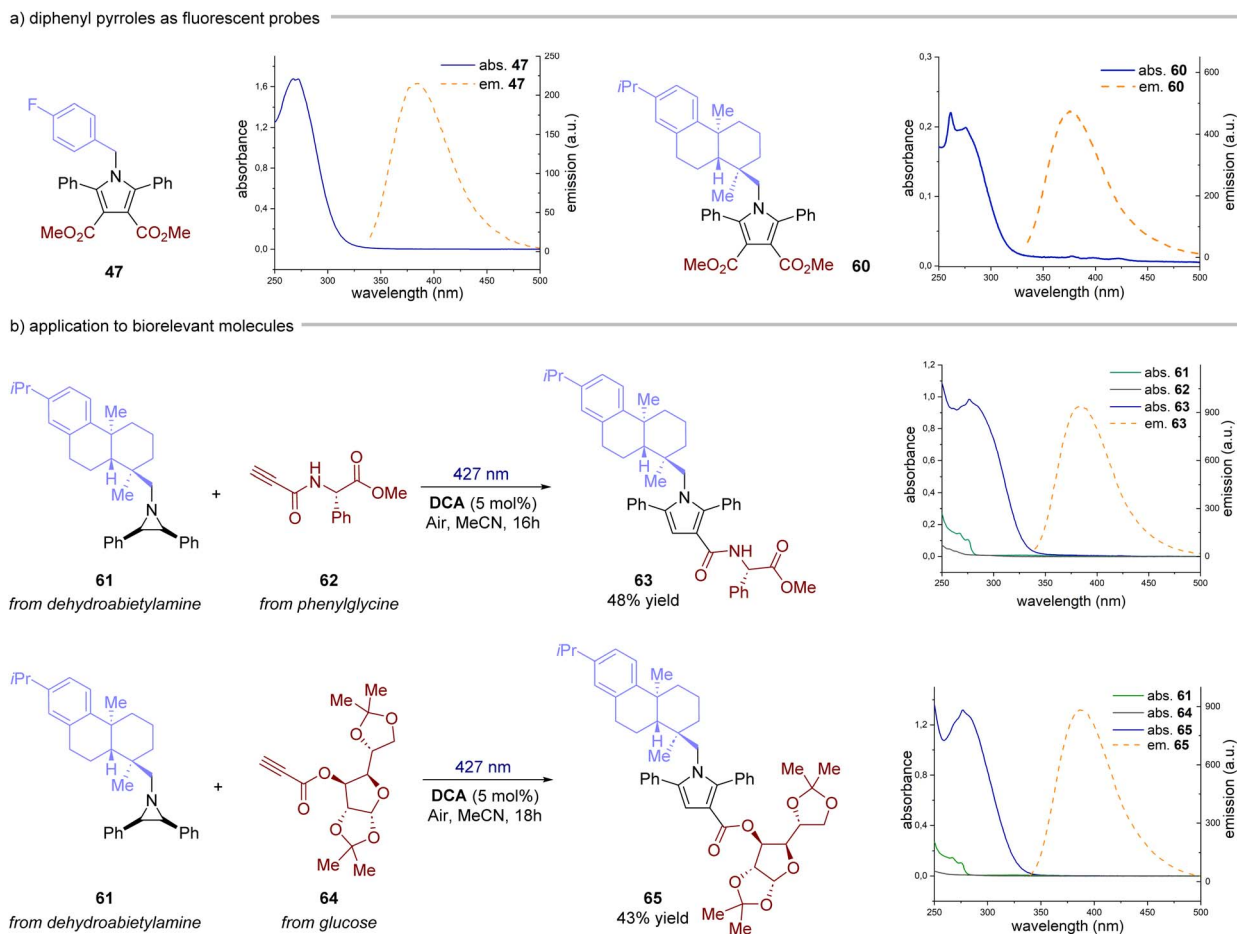 a) diphenyl pyrroles as fluorescent probes
F
N
Ph
Ph
MeO₂C
CO₂Me
47
abs. 47
em. 47
absorbance
1,6
1,2
0,8
0,4
0,0
250
300
350
400
450
500
wavelength (nm)
250
200
150
100
50
0
emission (a.u.)
iPr
Me
H
Me
N
Ph
Ph
MeO₂C
CO₂Me
60
abs. 60
em. 60
absorbance
0,3
0,2
0,1
0,0
250
300
350
400
450
500
wavelength (nm)
600
400
200
0
emission (a.u.)
b) application to biorelevant molecules
iPr
Me
H
Me
N
Ph
Ph
61
from dehydroabietylamine
+
H
N
O
O
OMe
Ph
62
from phenylglycine
427 nm
DCA (5 mol%)
Air, MeCN, 16h
iPr
Me
H
Me
N
Ph
Ph
H
N
O
O
OMe
Ph
63
48% yield
abs. 61
abs. 62
abs. 63
em. 63
absorbance
1,2
1,0
0,8
0,6
0,4
0,2
0,0
250
300
350
400
450
500
wavelength (nm)
900
600
300
0
emission (a.u.)
iPr
Me
H
Me
N
Ph
Ph
61
from dehydroabietylamine
+
Me
Me
O
O
O
O
O
O
O
Me
Me
64
from glucose
427 nm
DCA (5 mol%)
Air, MeCN, 18h
iPr
Me
H
Me
N
Ph
Ph
Me
Me
O
O
O
O
O
O
O
Me
Me
65
43% yield
abs. 61
abs. 64
abs. 65
em. 65
absorbance
1,2
0,8
0,4
0,0
250
300
350
400
450
500
wavelength (nm)
900
600
300
0
emission (a.u.)